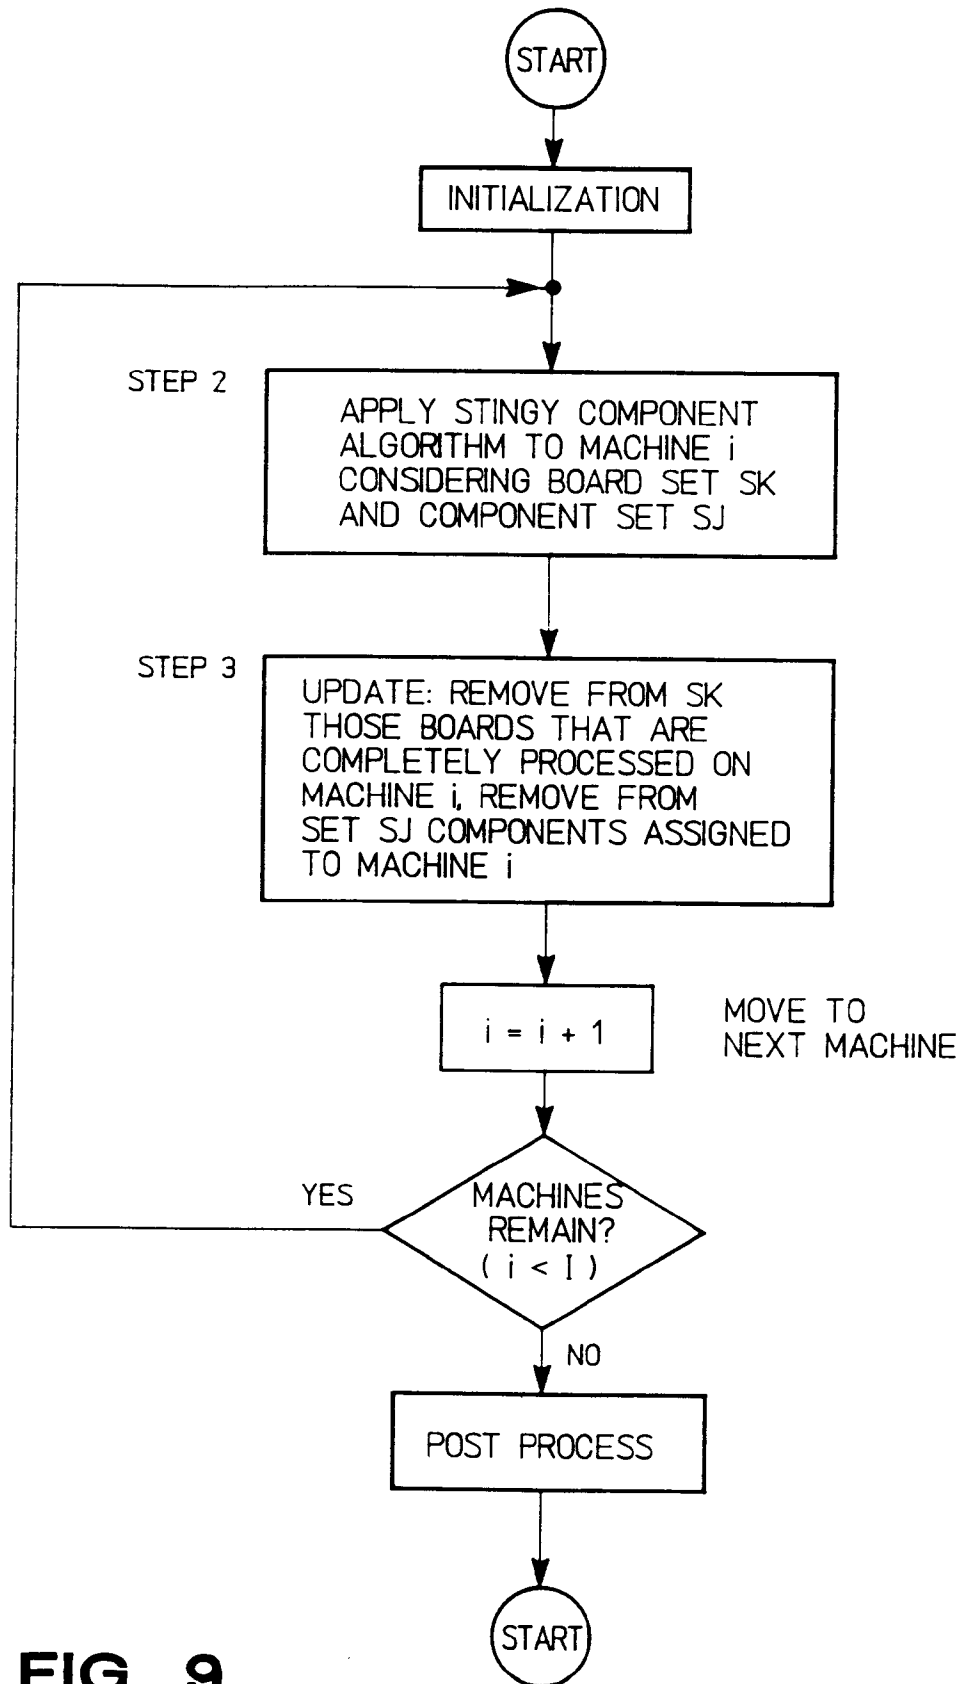 START
INITIALIZATION
STEP 2
APPLY STINGY COMPONENT
ALGORITHM TO MACHINE i
CONSIDERING BOARD SET SK
AND COMPONENT SET SJ
STEP 3
UPDATE: REMOVE FROM SK
THOSE BOARDS THAT ARE
COMPLETELY PROCESSED ON
MACHINE i, REMOVE FROM
SET SJ COMPONENTS ASSIGNED
TO MACHINE i
i = i + 1
MOVE TO
NEXT MACHINE
YES
MACHINES
REMAIN?
( i < I )
NO
POST PROCESS
START
FIG. 9